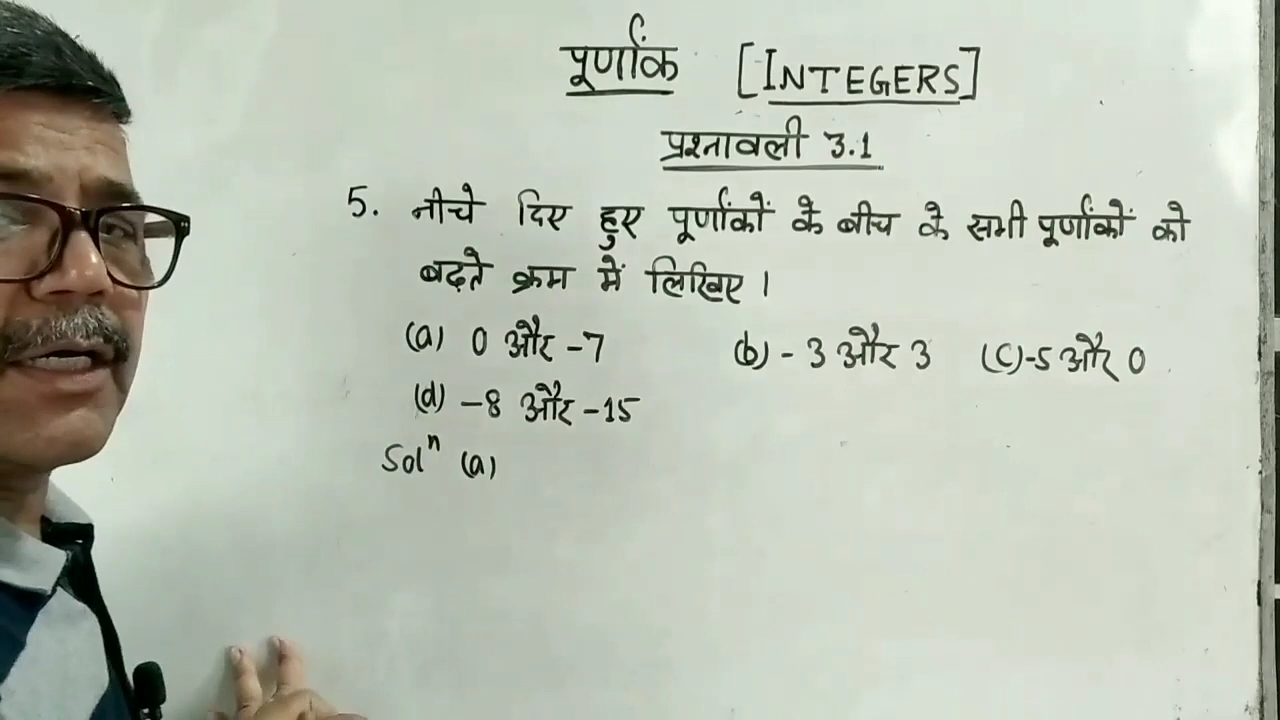 पूर्णांक [INTEGERS]
प्रश्नावली 3.1
5. नीचे दिए हुए पूर्णांकों के बीच के सभी पूर्णांकों को
बढ़ते क्रम में लिखिए।
(a) 0 और -7 (b) -3 और 3 (c) -5 और 0
(d) -8 और -15
Solⁿ (a)